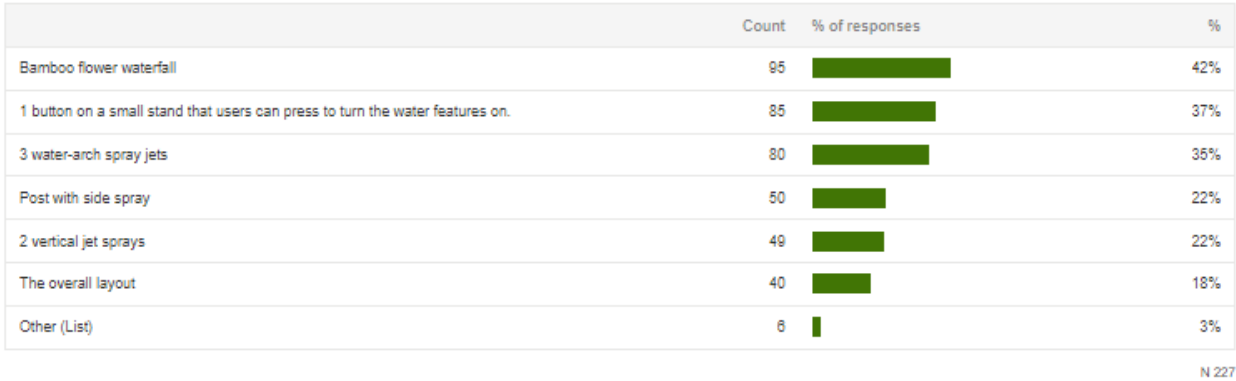 Count % of responses %
Bamboo flower waterfall 95 42%
1 button on a small stand that users can press to turn the water features on. 85 37%
3 water-arch spray jets 80 35%
Post with side spray 50 22%
2 vertical jet sprays 49 22%
The overall layout 40 18%
Other (List) 6 3%
N 227